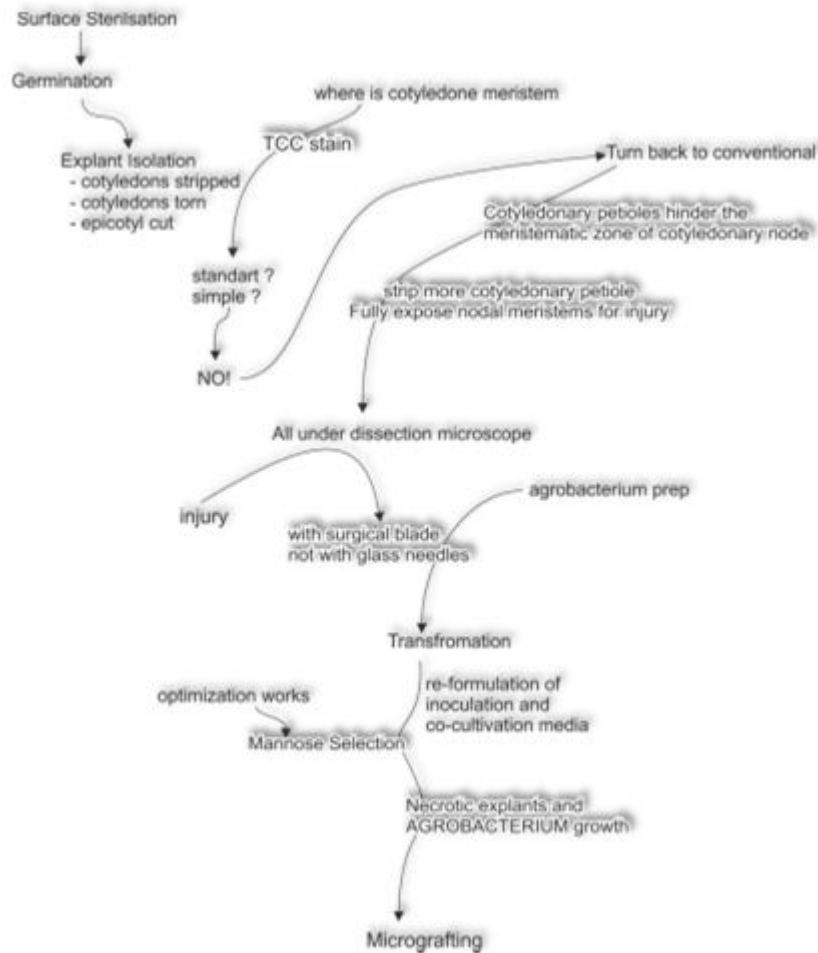 Surface Sterilsation
Germination
Explant Isolation
- cotyledons stripped
- cotyledons torn
- epicotyl cut
where is cotyledone meristem
TCC stain
standart ?
simple ?
NO!
Turn back to conventional
Cotyledonary petioles hinder the
meristematic zone of cotyledonary node
strip more cotyledonary petiole
Fully expose nodal meristems for injury
All under dissection microscope
injury
with surgical blade
not with glass needles
agrobacterium prep
Transfromation
re-formulation of
inoculation and
co-cultivation media
optimization works
Mannose Selection
Necrotic explants and
AGROBACTERIUM growth
Micrografting